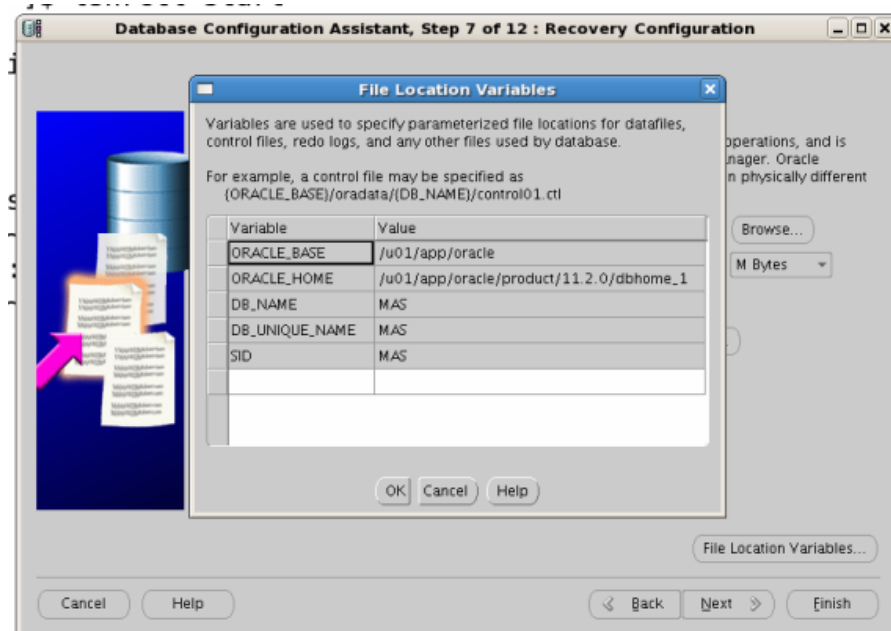 Database Configuration Assistant, Step 7 of 12 : Recovery Configuration
File Location Variables
Variables are used to specify parameterized file locations for datafiles,
control files, redo logs, and any other files used by database.
For example, a control file may be specified as
{ORACLE_BASE}/oradata/{DB_NAME}/control01.ctl
operations, and is
Oracle
n physically different
Variable Value
ORACLE_BASE /u01/app/oracle
ORACLE_HOME /u01/app/oracle/product/11.2.0/dbhome_1
DB_NAME MAS
DB_UNIQUE_NAME MAS
SID MAS
Browse...
M Bytes
OK Cancel Help
File Location Variables...
Cancel Help Back Next Finish